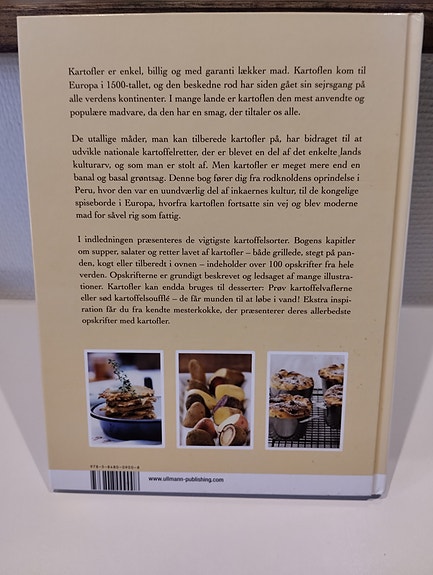 Kartofler er enkel, billig og med garanti lækker mad. Kartoflen kom til
Europa i 1500-tallet, og den beskedne rod har siden gået sin sejrsgang på
alle verdens kontinenter. I mange lande er kartoflen den mest anvendte og
populære madvare, da den har en smag, der tiltaler os alle.
De utallige måder, man kan tilberede kartofler på, har bidraget til at
udvikle nationale kartoffelretter, der er blevet en del af det enkelte lands
kulturarv, og som man er stolt af. Men kartofler er meget mere end en
banal og basal grøntsag. Denne bog fører dig fra rodknoldens oprindelse i
Peru, hvor den var en uundværlig del af inkaernes kultur, til de kongelige
spiseborde i Europa, hvorfra kartoflen fortsatte sin vej og blev moderne
mad for såvel rig som fattig.
I indledningen præsenteres de vigtigste kartoffelsorter. Bogens kapitler
om supper, salater og retter lavet af kartofler – både grillede, stegt på pan-
den, kogt eller tilberedt i ovnen – indeholder over 100 opskrifter fra hele
verden. Opskrifterne er grundigt beskrevet og ledsaget af mange illustra-
tioner. Kartofler kan endda bruges til desserter: Prøv kartoffelvaflerne
eller sød kartoffelsoufflé – de får munden til at løbe i vand! Ekstra inspi-
ration får du fra kendte mesterkokke, der præsenterer deres allerbedste
opskrifter med kartofler.
www.ullmann-publishing.com